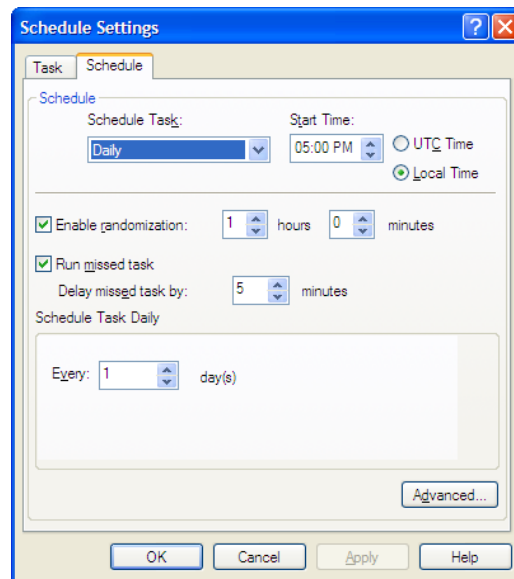 Schedule Settings
Task Schedule
Schedule
Schedule Task: Start Time:
Daily 05:00 PM UTC Time
Local Time
Enable randomization: 1 hours 0 minutes
Run missed task
Delay missed task by: 5 minutes
Schedule Task Daily
Every: 1 day(s)
Advanced...
OK Cancel Apply Help